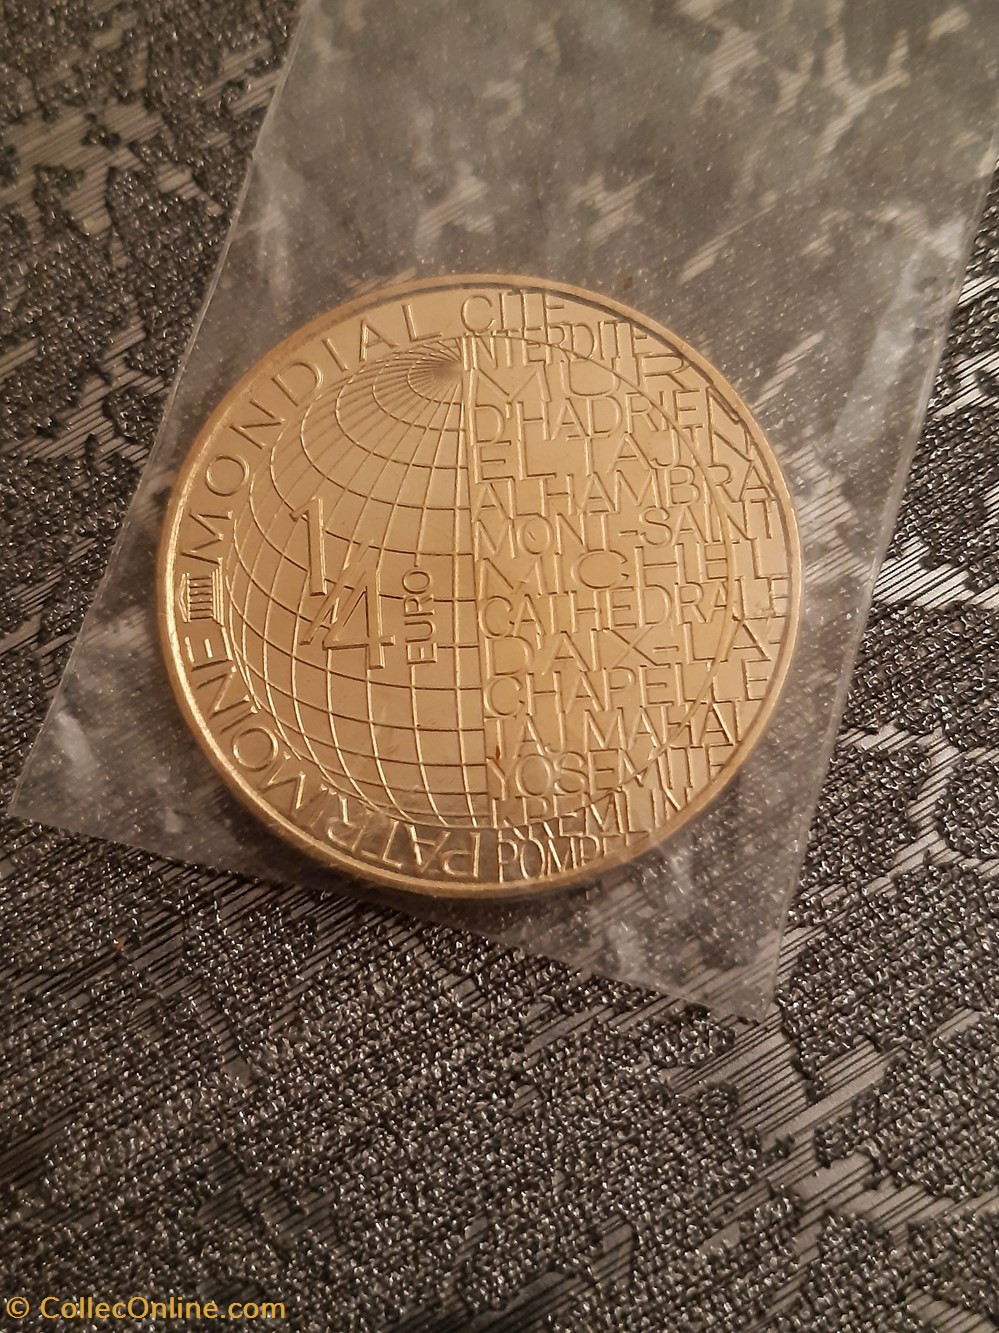 PATRIMOINE MONDIAL
1/4
EURO
CITE
INTERDITE
MUR
D'HADRIEN
EL TAJIN
ALHAMBRA
MONT-SAINT
MICHEL
CATHEDRALE
D'AIX-LA
CHAPELLE
TAJ MAHAL
YOSEMITE
KREMLIN
POMPEI
© CollecOnline.com